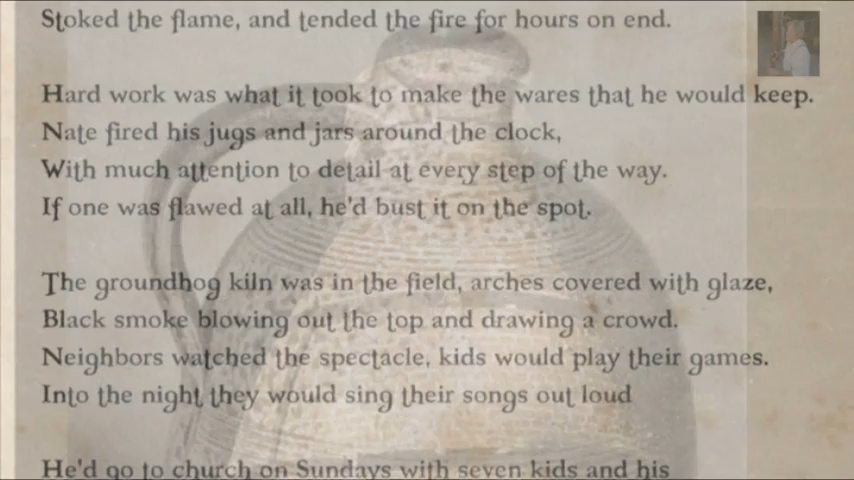 Stoked the flame, and tended the fire for hours on end.
Hard work was what it took to make the wares that he would keep.
Nate fired his jugs and jars around the clock,
With much attention to detail at every step of the way.
If one was flawed at all, he'd bust it on the spot.
The groundhog kiln was in the field, arches covered with glaze,
Black smoke blowing out the top and drawing a crowd.
Neighbors watched the spectacle, kids would play their games.
Into the night they would sing their songs out loud
He'd go to church on Sundays with seven kids and his